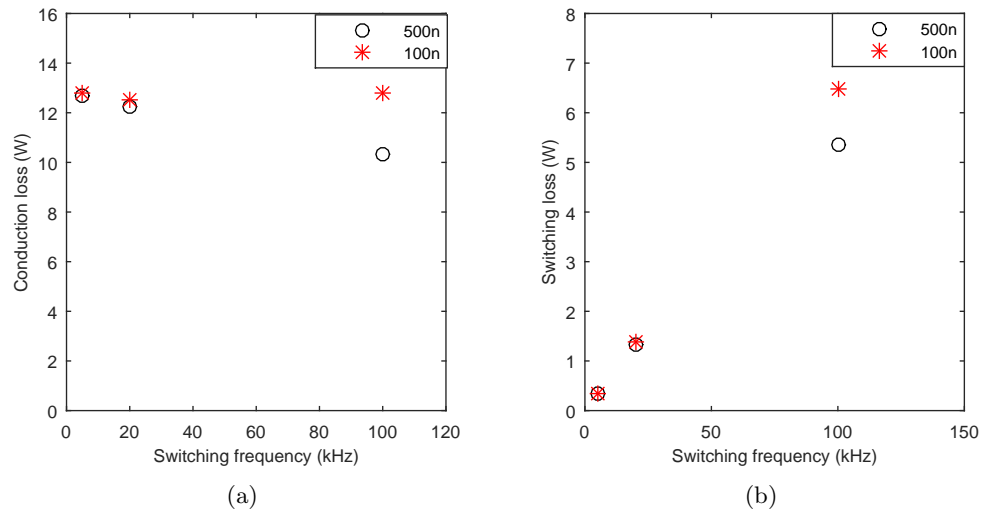 16
14
12
10
8
6
4
2
0
Conduction loss (W)
500n
100n
0 20 40 60 80 100 120
Switching frequency (kHz)
(a)
8
7
6
5
4
3
2
1
0
Switching loss (W)
500n
100n
0 50 100 150
Switching frequency (kHz)
(b)